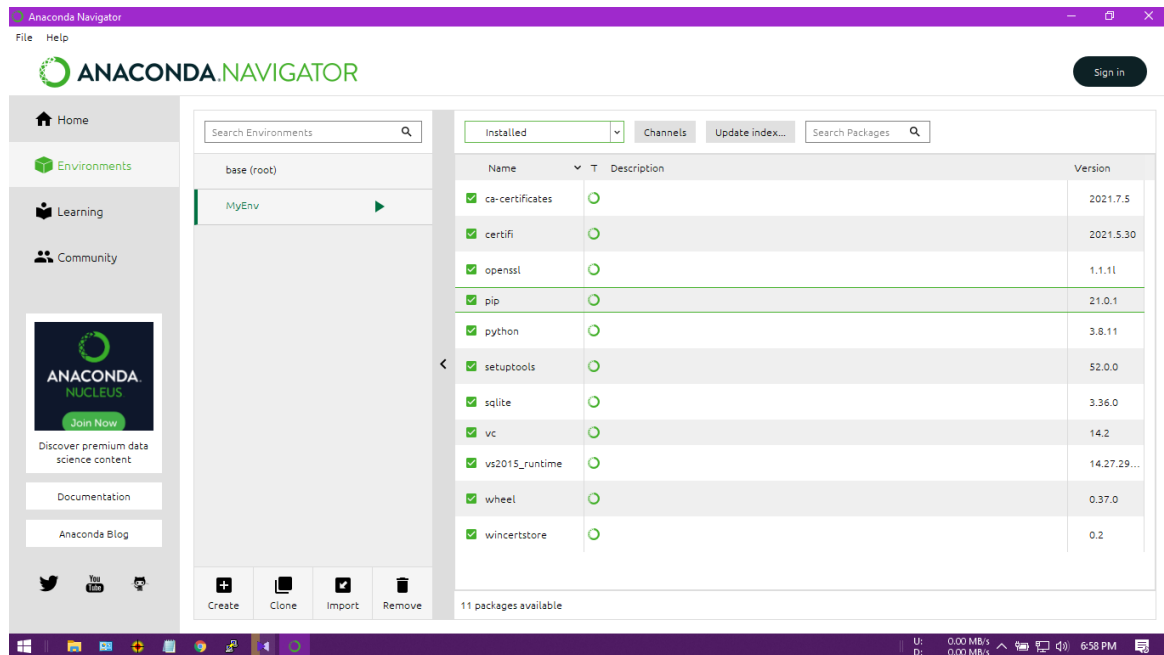 Anaconda Navigator
File Help
ANACONDA.NAVIGATOR
Sign in
Home
Environments
Learning
Community
ANACONDA.
NUCLEUS
Join Now
Discover premium data
science content
Documentation
Anaconda Blog
You
Tube
Search Environments
base (root)
MyEnv
Create Clone Import Remove
Installed Channels Update index... Search Packages
Name T Description Version
ca-certificates 2021.7.5
certifi 2021.5.30
openssl 1.1.1l
pip 21.0.1
python 3.8.11
setuptools 52.0.0
sqlite 3.36.0
vc 14.2
vs2015_runtime 14.27.29...
wheel 0.37.0
wincertstore 0.2
11 packages available
U: 0.00 MB/s
D: 0.00 MB/s
6:58 PM